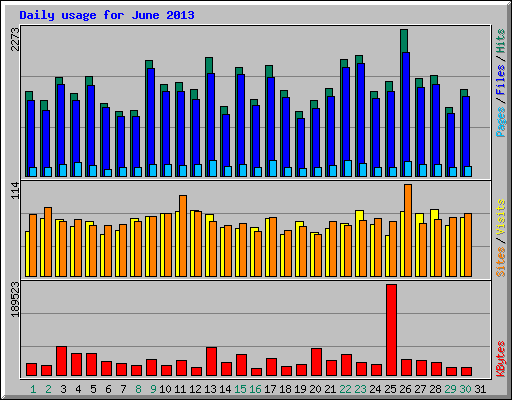 Daily usage for June 2013
2273
Pages / Files / Hits
114
Sites / Visits
189523
KBytes
1 2 3 4 5 6 7 8 9 10 11 12 13 14 15 16 17 18 19 20 21 22 23 24 25 26 27 28 29 30 31